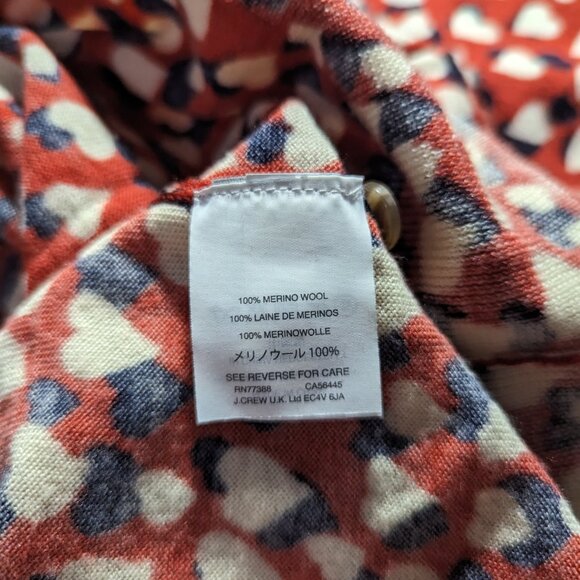 100% MERINO WOOL
100% LAINE DE MERINOS
100% MERINOWOLLE
メリノウール 100%
SEE REVERSE FOR CARE
RN77388 CA56445
J.CREW U.K. Ltd EC4V 6JA